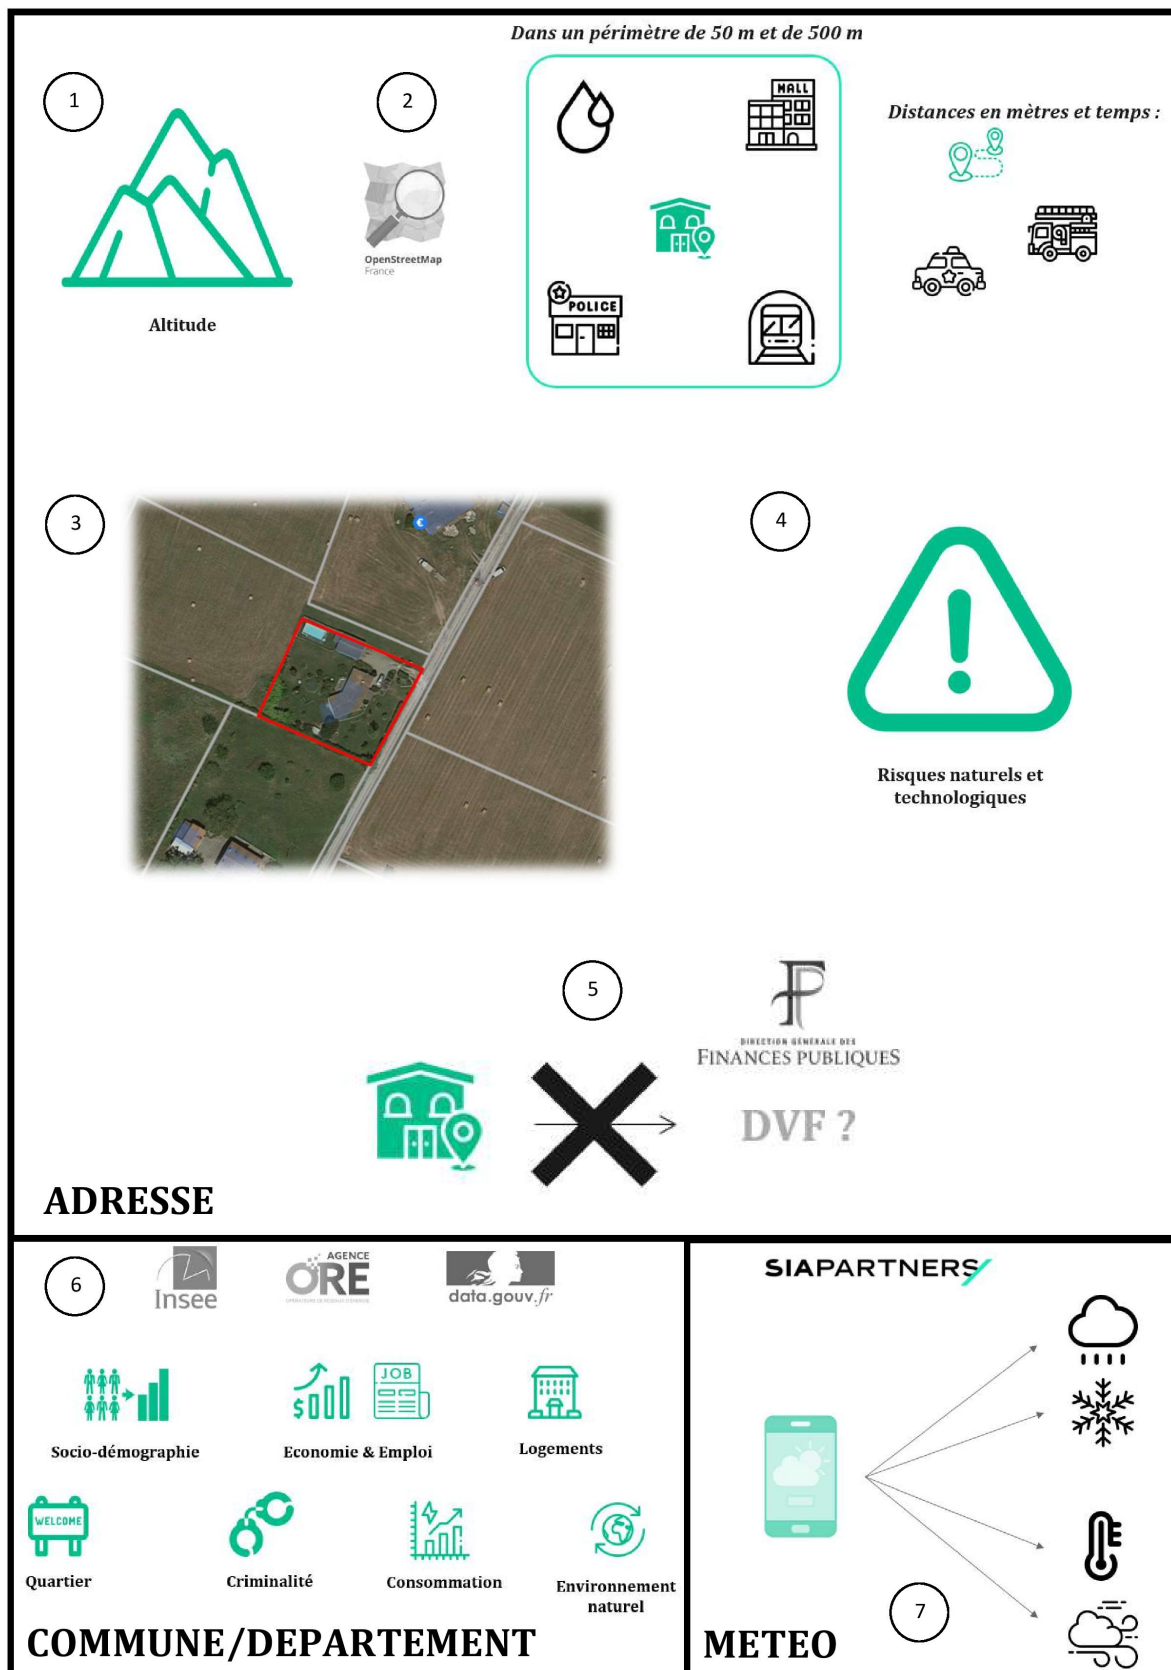 Dans un périmètre de 50 m et de 500 m
1
2
MALL
Distances en mètres et temps :
OpenStreetMap
France
POLICE
Altitude
3
4
€
Risques naturels et
technologiques
5
FP
DIRECTION GÉNÉRALE DES
FINANCES PUBLIQUES
DVF ?
ADRESSE
6
Insee
AGENCE
ORE
data.gouv.fr
JOB
$
Socio-démographie
Economie & Emploi
Logements
WELCOME
Quartier
Criminalité
Consommation
Environnement
naturel
COMMUNE/DEPARTEMENT
SIAPARTNERS
7
METEO